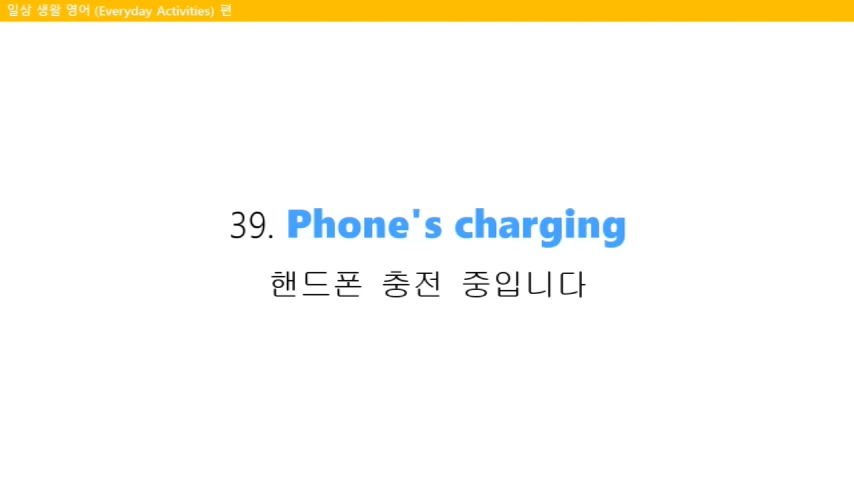 일상 생활 영어 (Everyday Activities) 편
39. Phone's charging
핸드폰 충전 중입니다